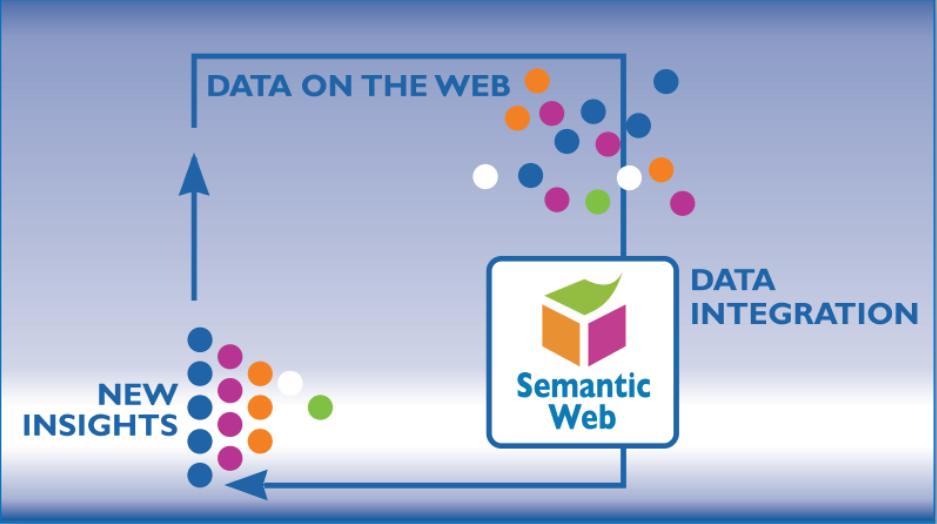 DATA ON THE WEB
DATA
INTEGRATION
Semantic
Web
NEW
INSIGHTS